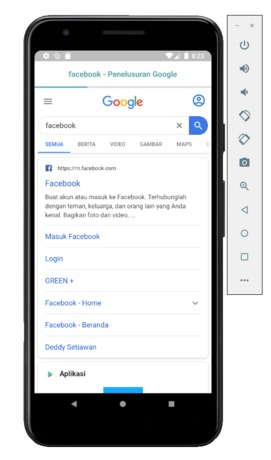 8:23
facebook - Penelusuran Google
Google
facebook
SEMUA BERITA VIDEO GAMBAR MAPS
https://m.facebook.com
Facebook
Buat akun atau masuk ke Facebook. Terhubunglah
dengan teman, keluarga, dan orang lain yang Anda
kenal. Bagikan foto dan video, ...
Masuk Facebook
Login
GREEN +
Facebook - Home
Facebook - Beranda
Deddy Setiawan
Aplikasi